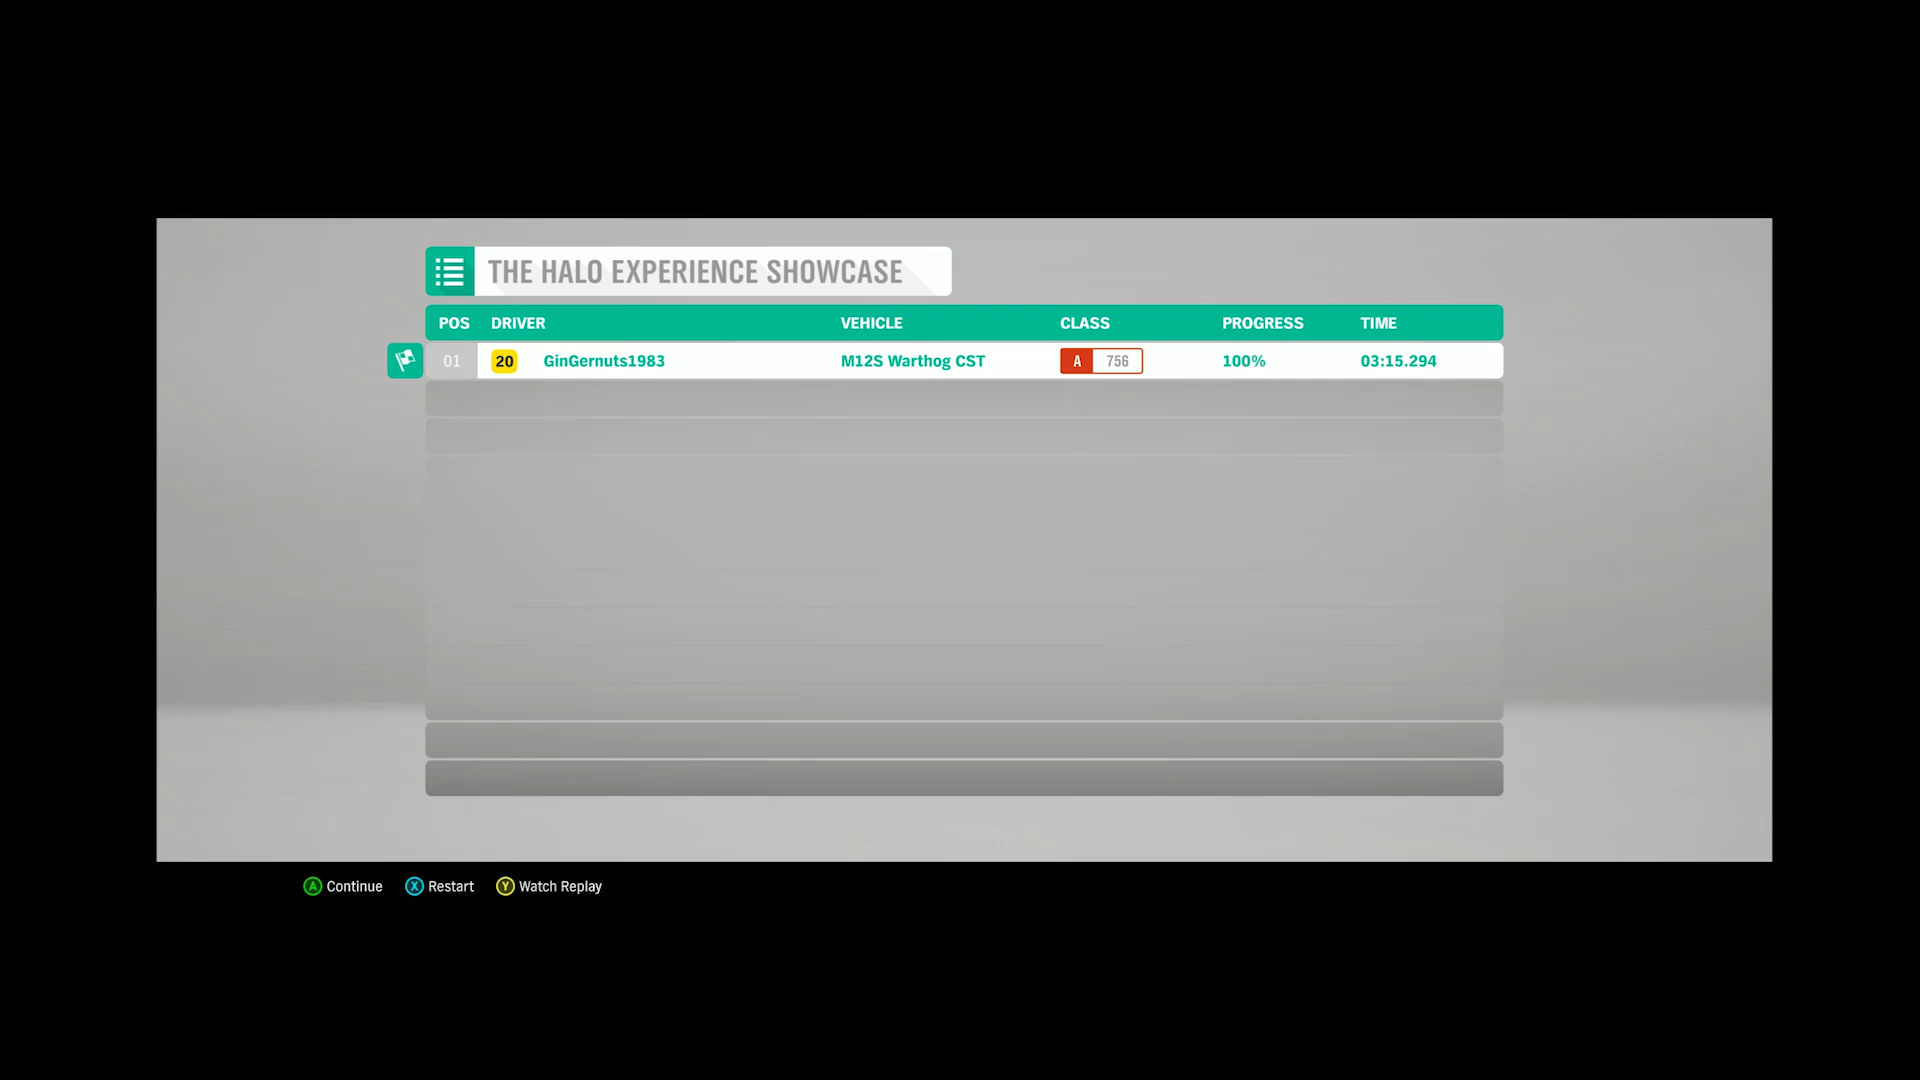 THE HALO EXPERIENCE SHOWCASE
POS DRIVER VEHICLE CLASS PROGRESS TIME
01 20 GinGernuts1983 M12S Warthog CST A 756 100% 03:15.294
A Continue X Restart Y Watch Replay